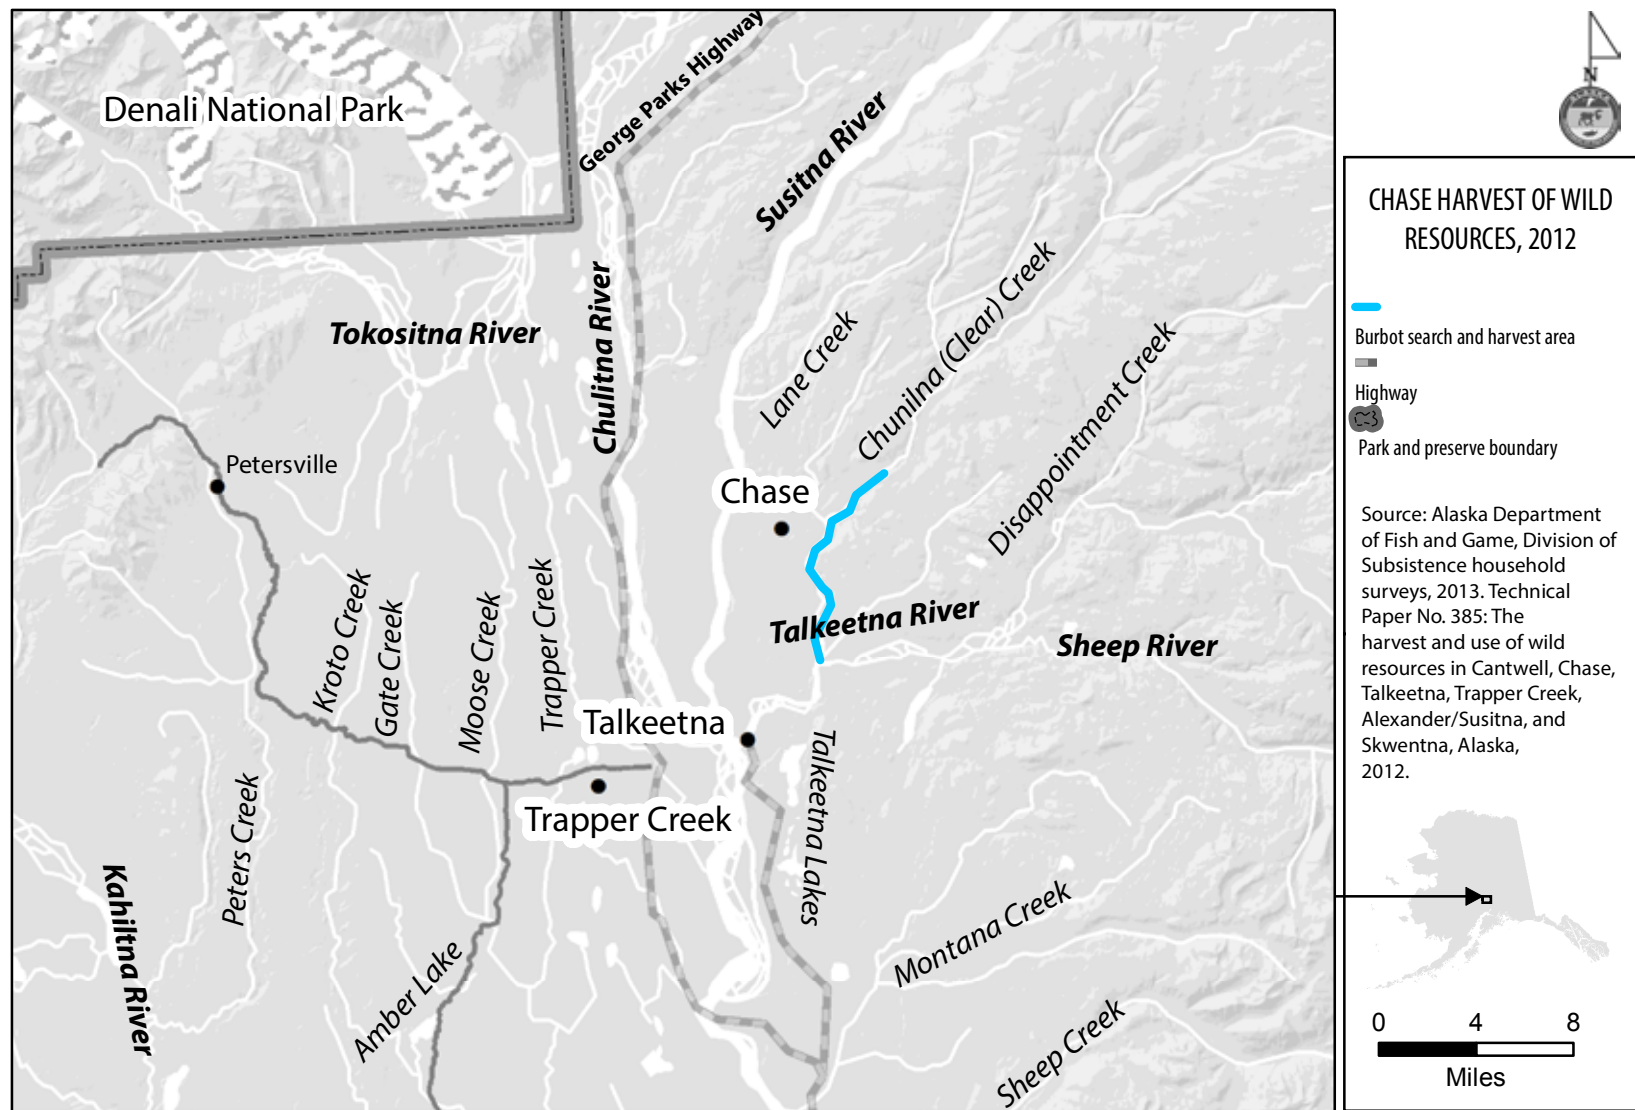 Denali National Park
George Parks Highway
Susitna River
Chulitna River
Tokositna River
Lane Creek
Chunilna (Clear) Creek
Disappointment Creek
Petersville
Chase
Kroto Creek
Gate Creek
Moose Creek
Trapper Creek
Talkeetna River
Sheep River
Talkeetna
Trapper Creek
Talkeetna Lakes
Peters Creek
Kahiltna River
Amber Lake
Montana Creek
Sheep Creek
N
CHASE HARVEST OF WILD
RESOURCES, 2012
Burbot search and harvest area
Highway
Park and preserve boundary
Source: Alaska Department
of Fish and Game, Division of
Subsistence household
surveys, 2013. Technical
Paper No. 385: The
harvest and use of wild
resources in Cantwell, Chase,
Talkeetna, Trapper Creek,
Alexander/Susitna, and
Skwentna, Alaska,
2012.
0 4 8
Miles